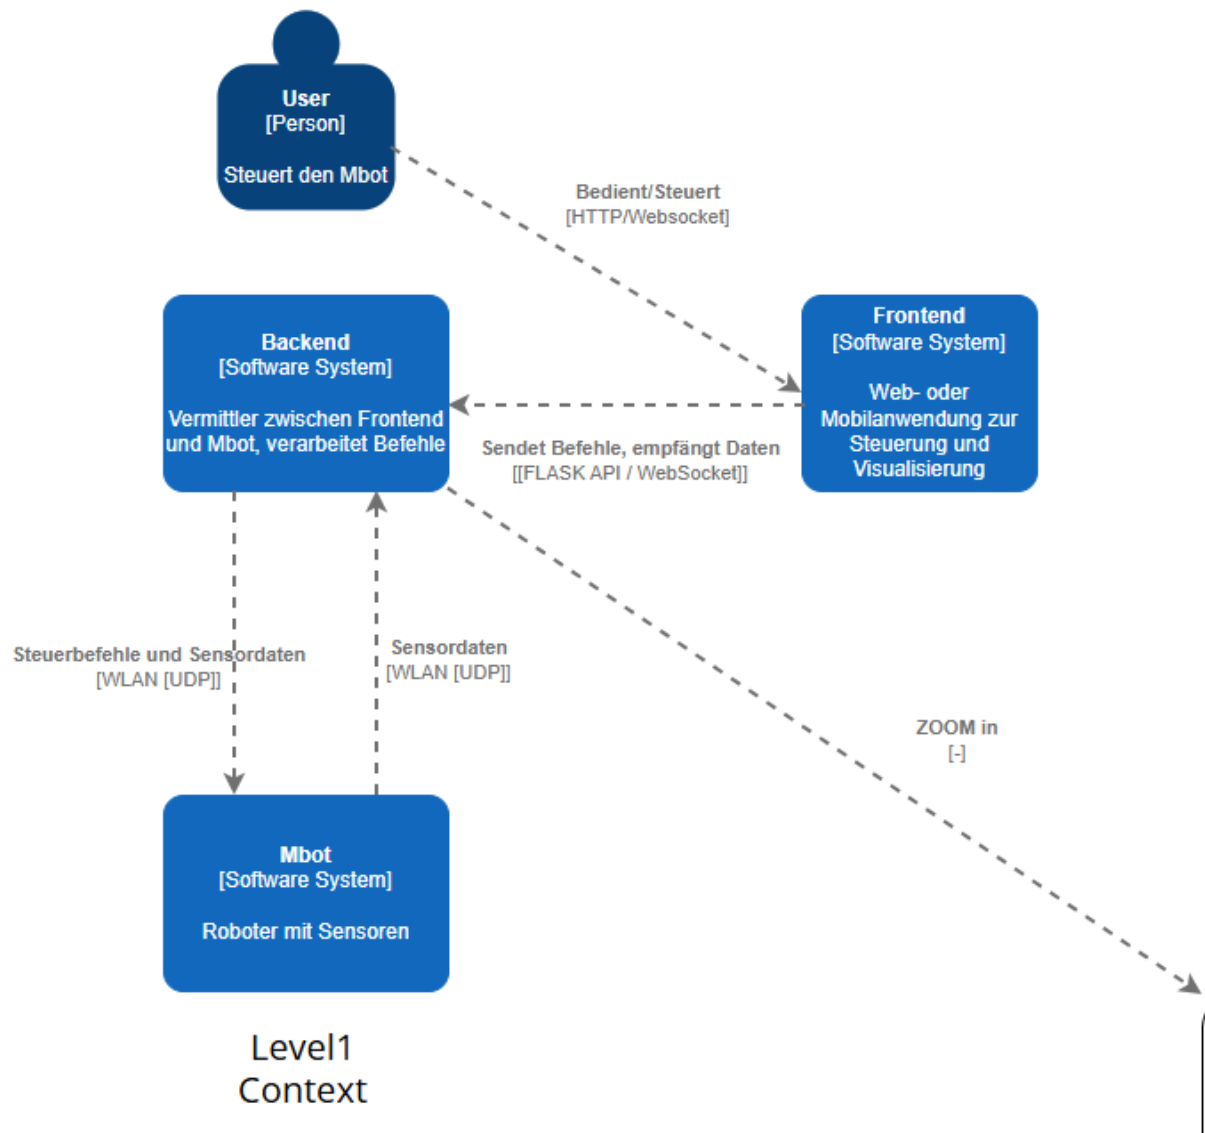 User
[Person]
Steuert den Mbot
Bedient/Steuert
[HTTP/Websocket]
Backend
[Software System]
Vermittler zwischen Frontend
und Mbot, verarbeitet Befehle
Frontend
[Software System]
Web- oder
Mobilanwendung zur
Steuerung und
Visualisierung
Sendet Befehle, empfängt Daten
[[FLASK API / WebSocket]]
Steuerbefehle und Sensordaten
[WLAN [UDP]]
Sensordaten
[WLAN [UDP]]
ZOOM in
[-]
Mbot
[Software System]
Roboter mit Sensoren
Level1
Context